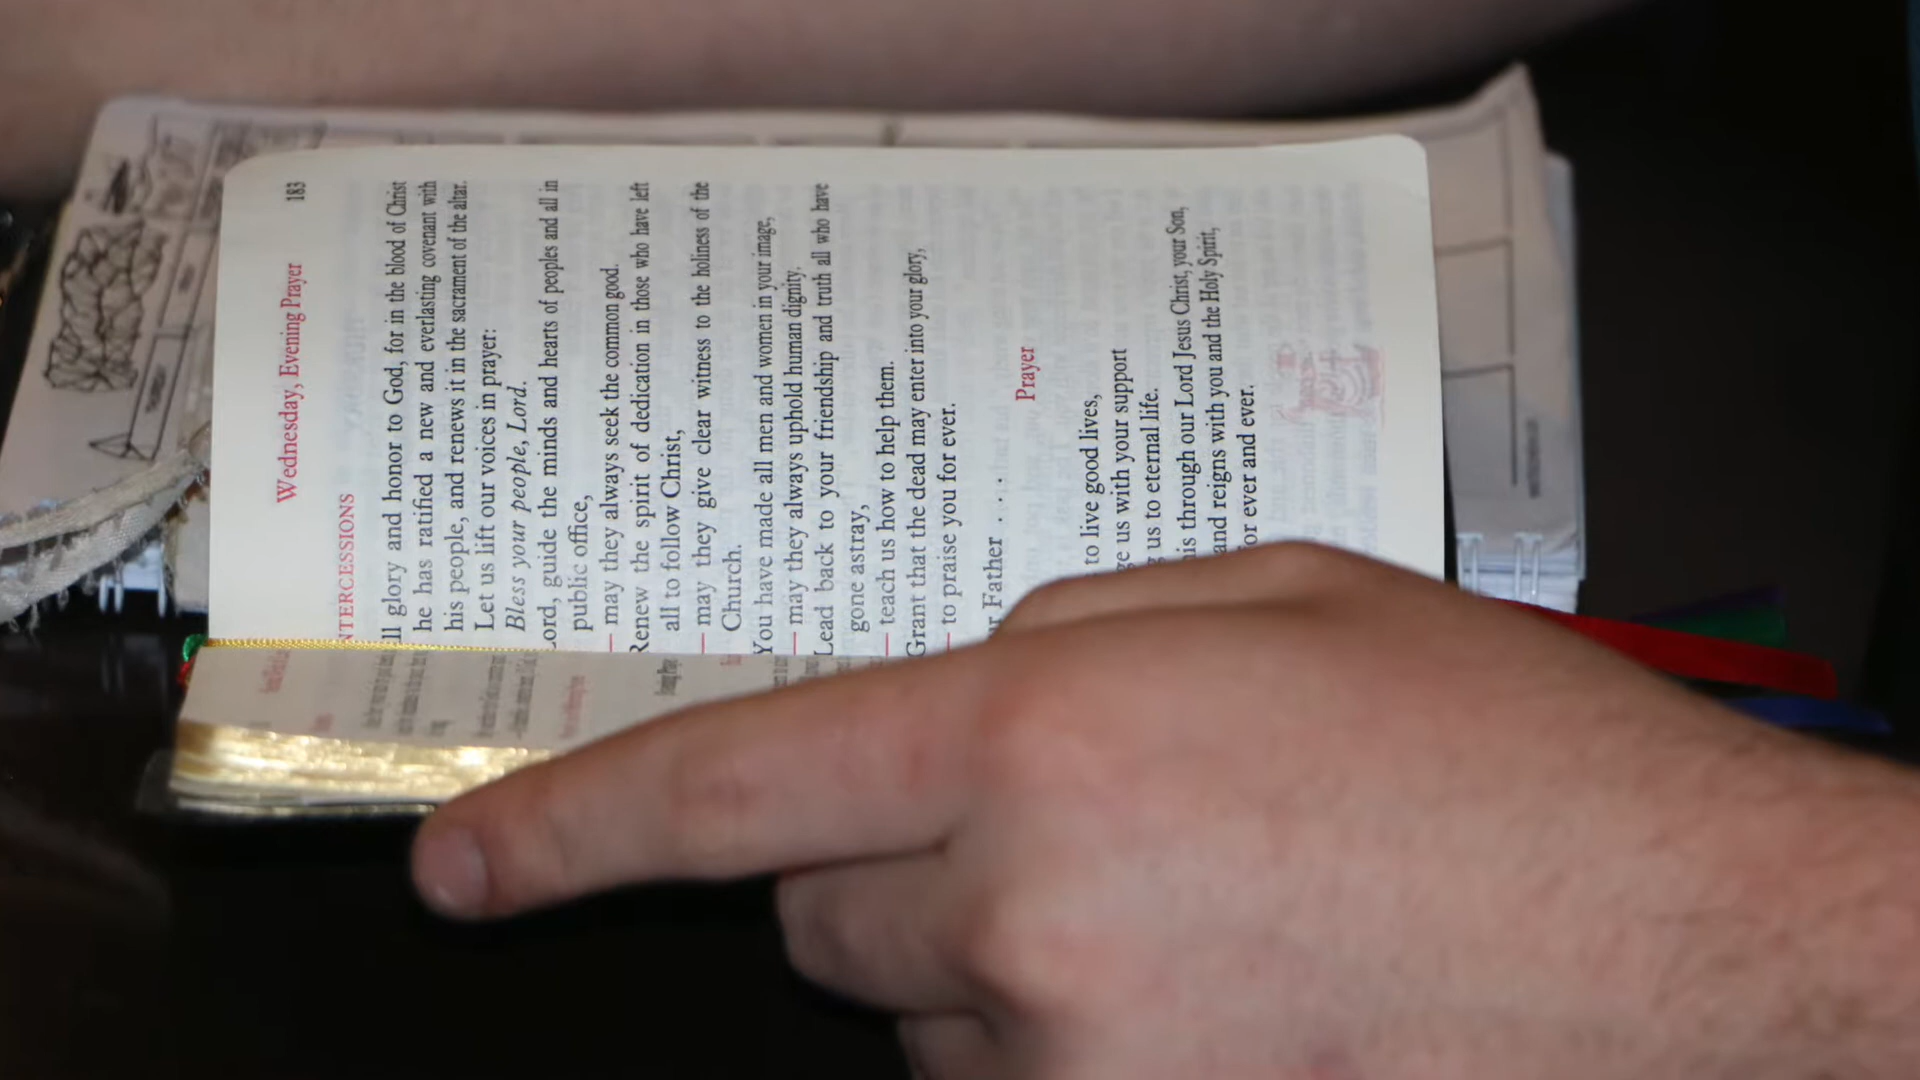 Wednesday, Evening Prayer 183
NTERCESSIONS
ll glory and honor to God, for in the blood of Christ
he has ratified a new and everlasting covenant with
his people, and renews it in the sacrament of the altar.
Let us lift our voices in prayer:
Bless your people, Lord.
ord, guide the minds and hearts of peoples and all in
public office,
— may they always seek the common good.
Renew the spirit of dedication in those who have left
all to follow Christ,
— may they give clear witness to the holiness of the
Church.
You have made all men and women in your image,
— may they always uphold human dignity.
Lead back to your friendship and truth all who have
gone astray,
— teach us how to help them.
Grant that the dead may enter into your glory,
— to praise you for ever.
ur Father . . . .
Prayer
to live good lives,
ge us with your support
g us to eternal life.
is through our Lord Jesus Christ, your Son,
and reigns with you and the Holy Spirit,
or ever and ever.